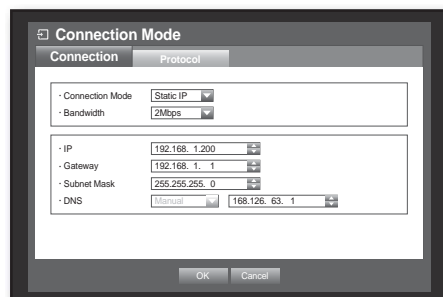 Connection Mode
Connection Protocol
· Connection Mode Static IP
· Bandwidth 2Mbps
· IP 192.168. 1.200
· Gateway 192.168. 1. 1
· Subnet Mask 255.255.255. 0
· DNS Manual 168.126. 63. 1
OK Cancel